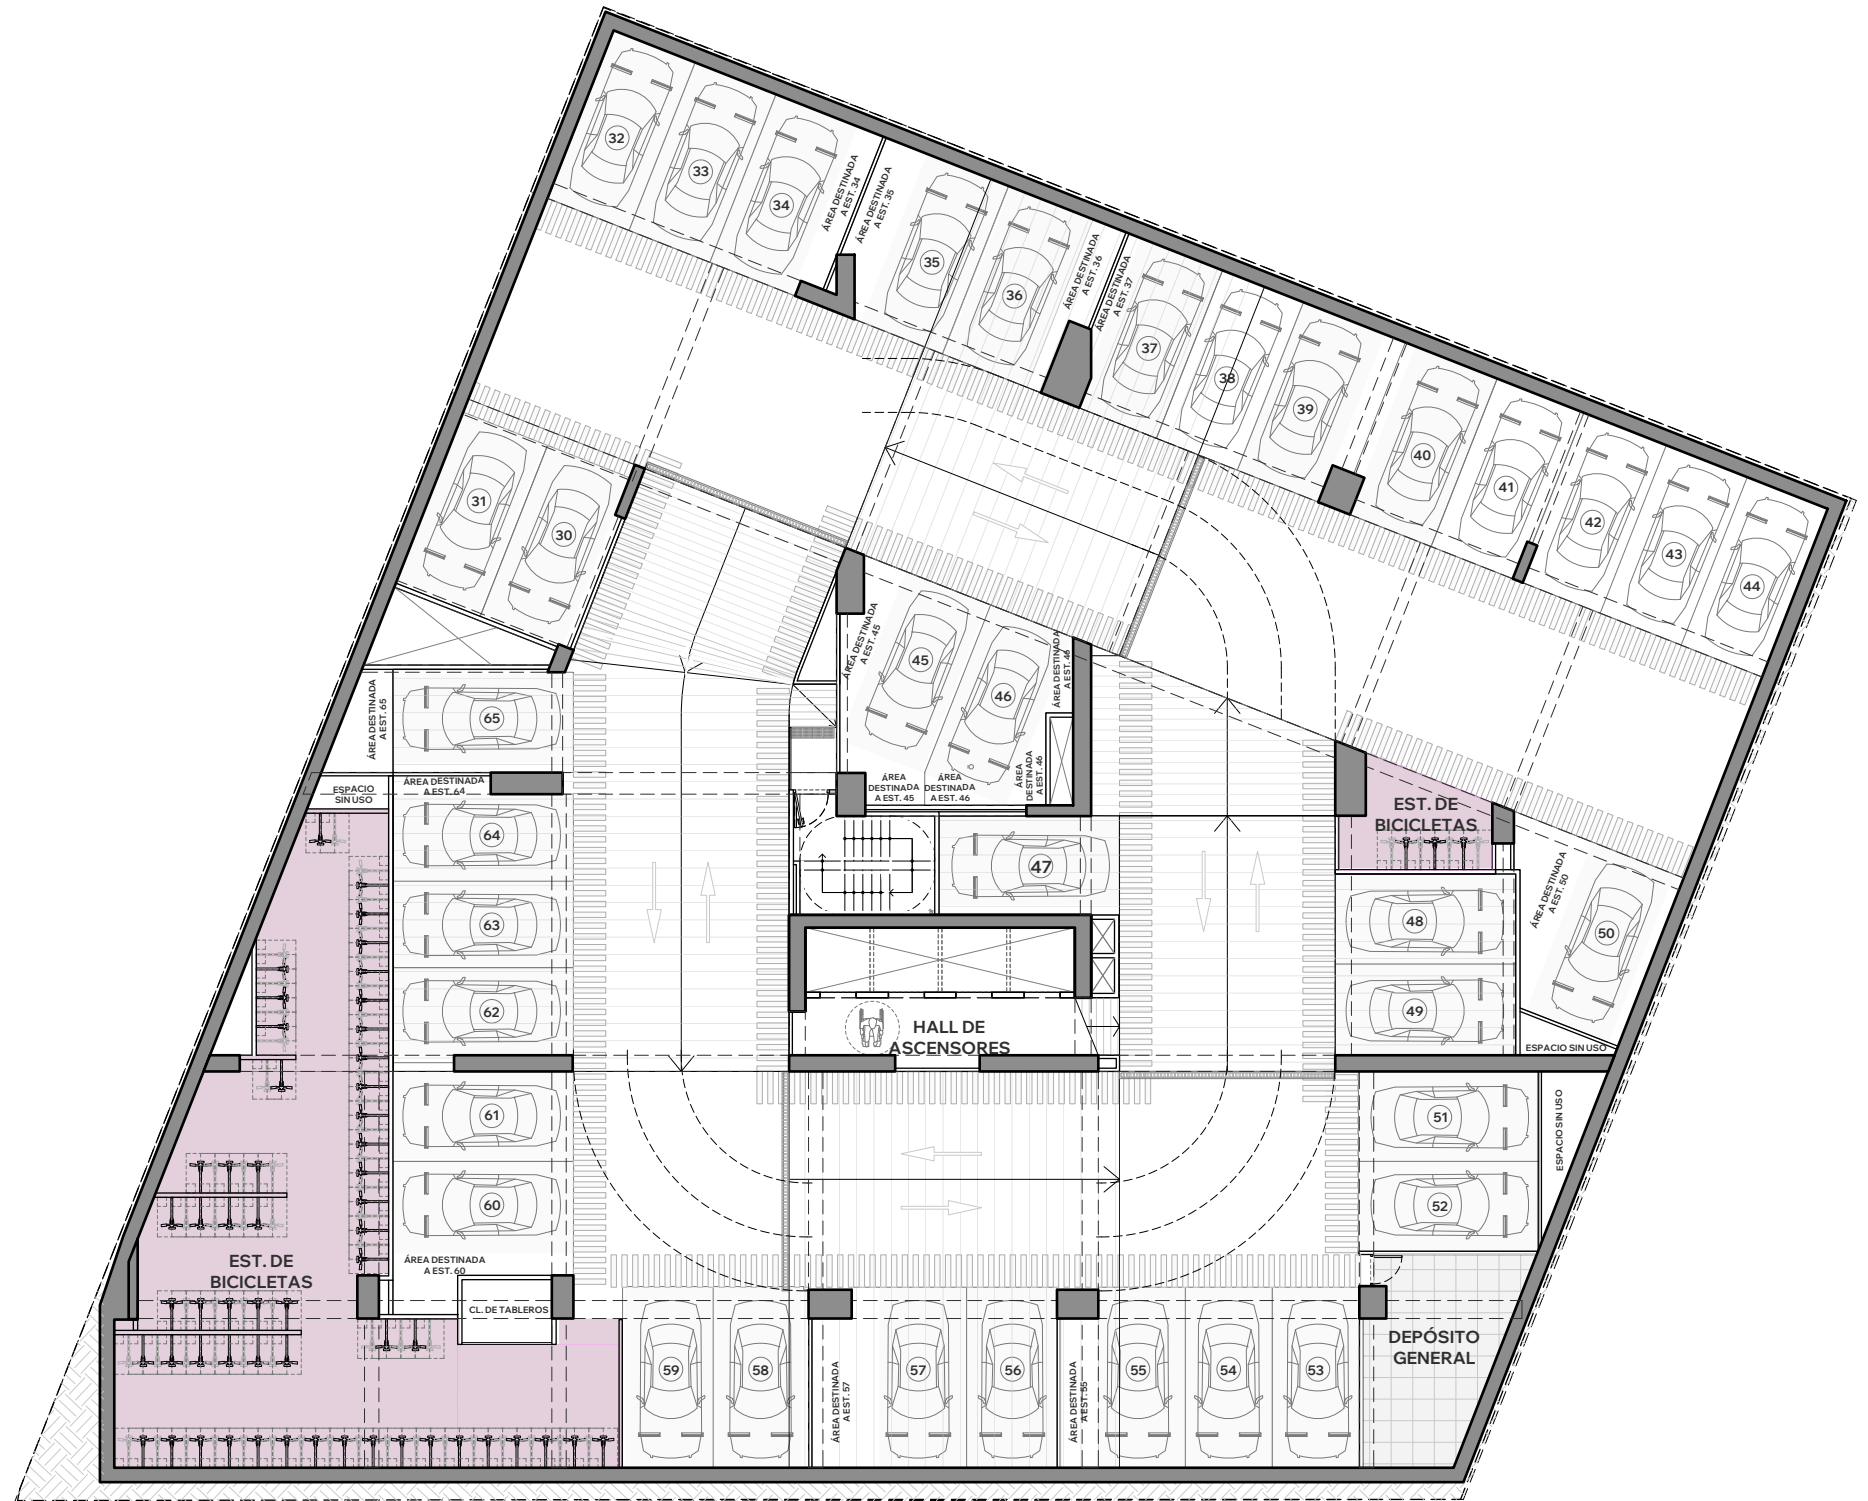 32
33
34
ÁREA DESTINADA
A EST. 34
ÁREA DESTINADA
A EST. 35
35
36
ÁREA DESTINADA
A EST. 36
ÁREA DESTINADA
A EST. 37
37
38
39
40
41
42
43
44
31
30
ÁREA DESTINADA
A EST. 45
45
46
ÁREA DESTINADA
A EST. 46
ÁREA
DESTINADA
A EST. 45
ÁREA
DESTINADA
A EST. 46
ÁREA
DESTINADA
A EST. 46
ÁREA DESTINADA
A EST. 65
65
ÁREA DESTINADA
A EST. 64
ESPACIO
SIN USO
64
63
62
61
60
47
EST. DE
BICICLETAS
48
49
ÁREA DESTINADA
A EST. 50
50
ESPACIO SIN USO
HALL DE
ASCENSORES
51
52
ESPACIO SIN USO
EST. DE
BICICLETAS
ÁREA DESTINADA
A EST. 60
CL. DE TABLEROS
59
58
ÁREA DESTINADA
A EST. 57
57
56
ÁREA DESTINADA
A EST. 55
55
54
53
DEPÓSITO
GENERAL